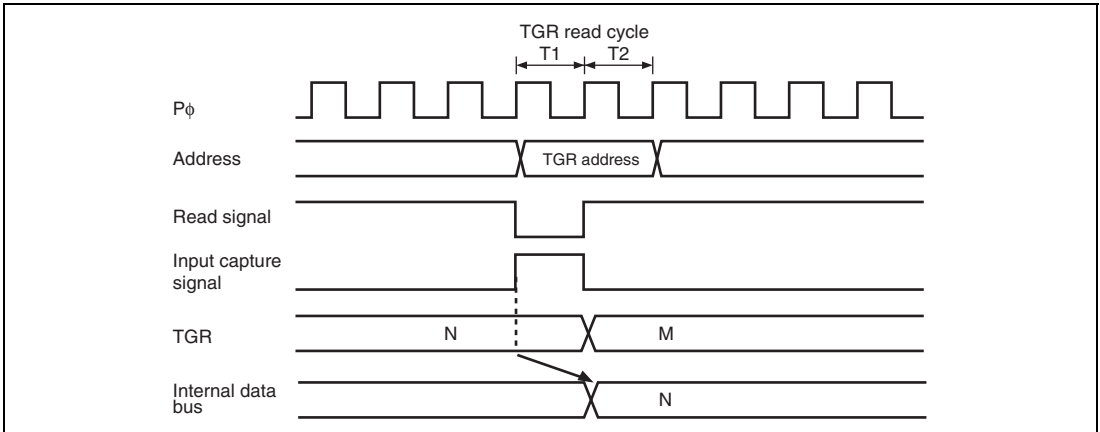 TGR read cycle
T1 T2
Pϕ
Address
TGR address
Read signal
Input capture
signal
TGR
N M
Internal data
bus
N